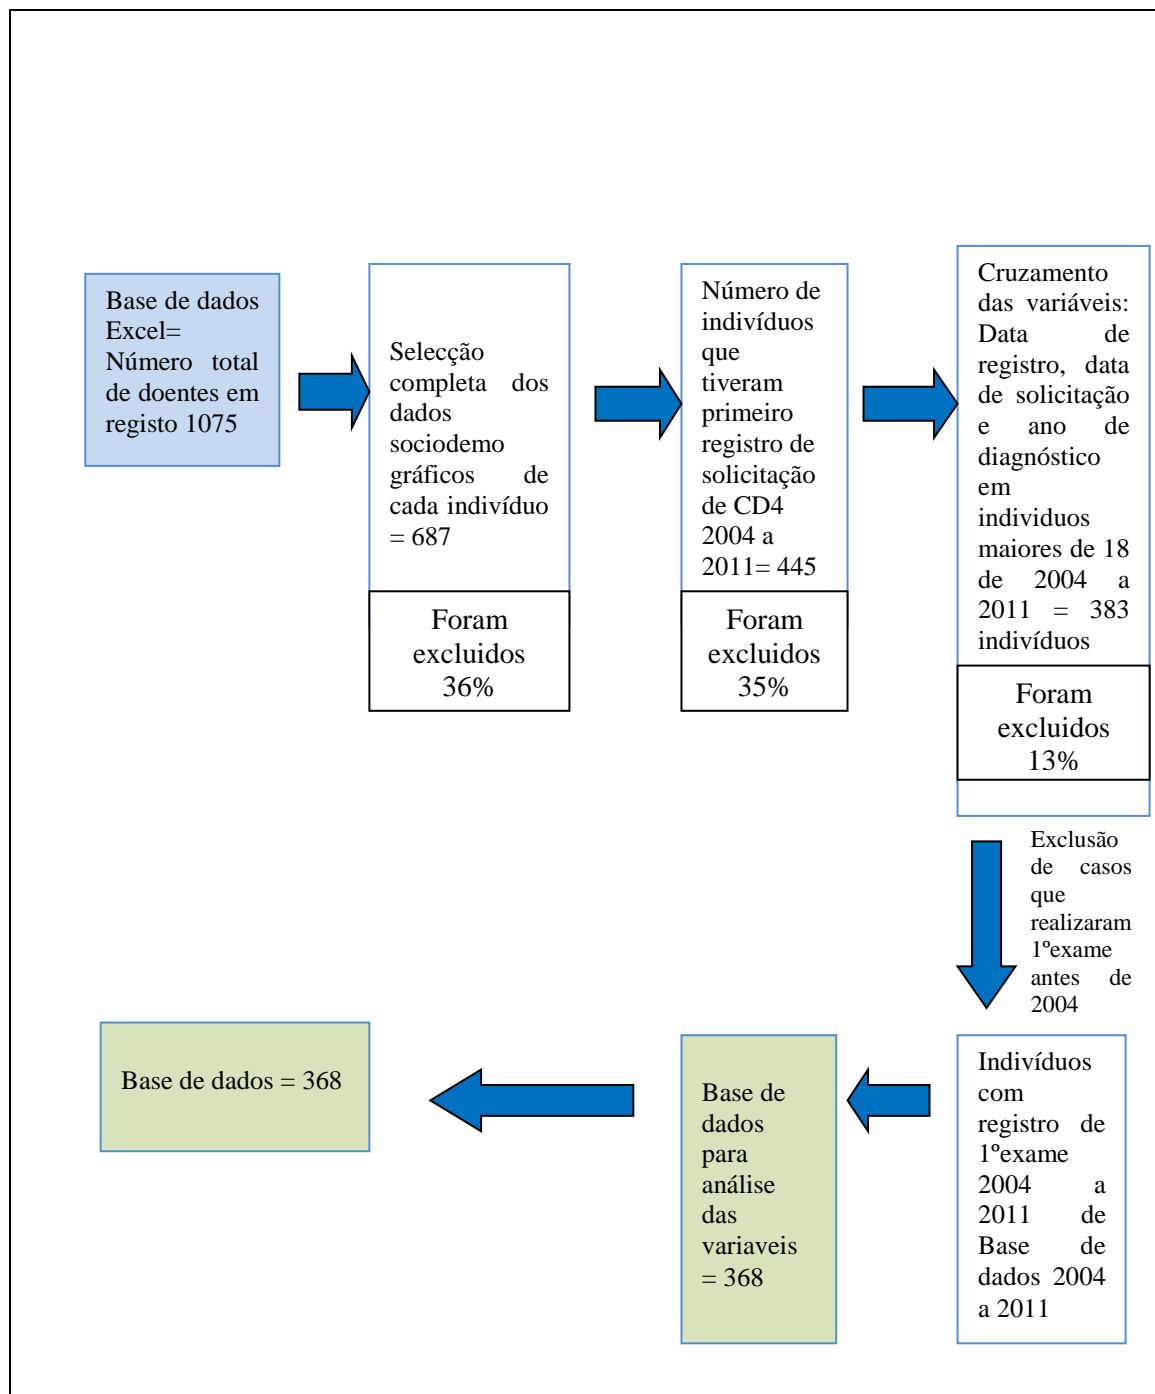 Base de dados
Excel=
Número total
de doentes em
registo 1075
Selecção
completa dos
dados
sociodemo
gráficos de
cada indivíduo
= 687
Foram
excluidos
36%
Número de
indivíduos
que
tiveram
primeiro
registro de
solicitação
de CD4
2004 a
2011= 445
Foram
excluidos
35%
Cruzamento
das variáveis:
Data de
registro, data
de solicitação
e ano de
diagnóstico
em
individuos
maiores de 18
de 2004 a
2011 = 383
indivíduos
Foram
excluidos
13%
Exclusão
de casos
que
realizaram
1ºexame
antes de
2004
Indivíduos
com
registro de
1ºexame
2004 a
2011 de
Base de
dados 2004
a 2011
Base de
dados
para
análise
das
variaveis
= 368
Base de dados = 368